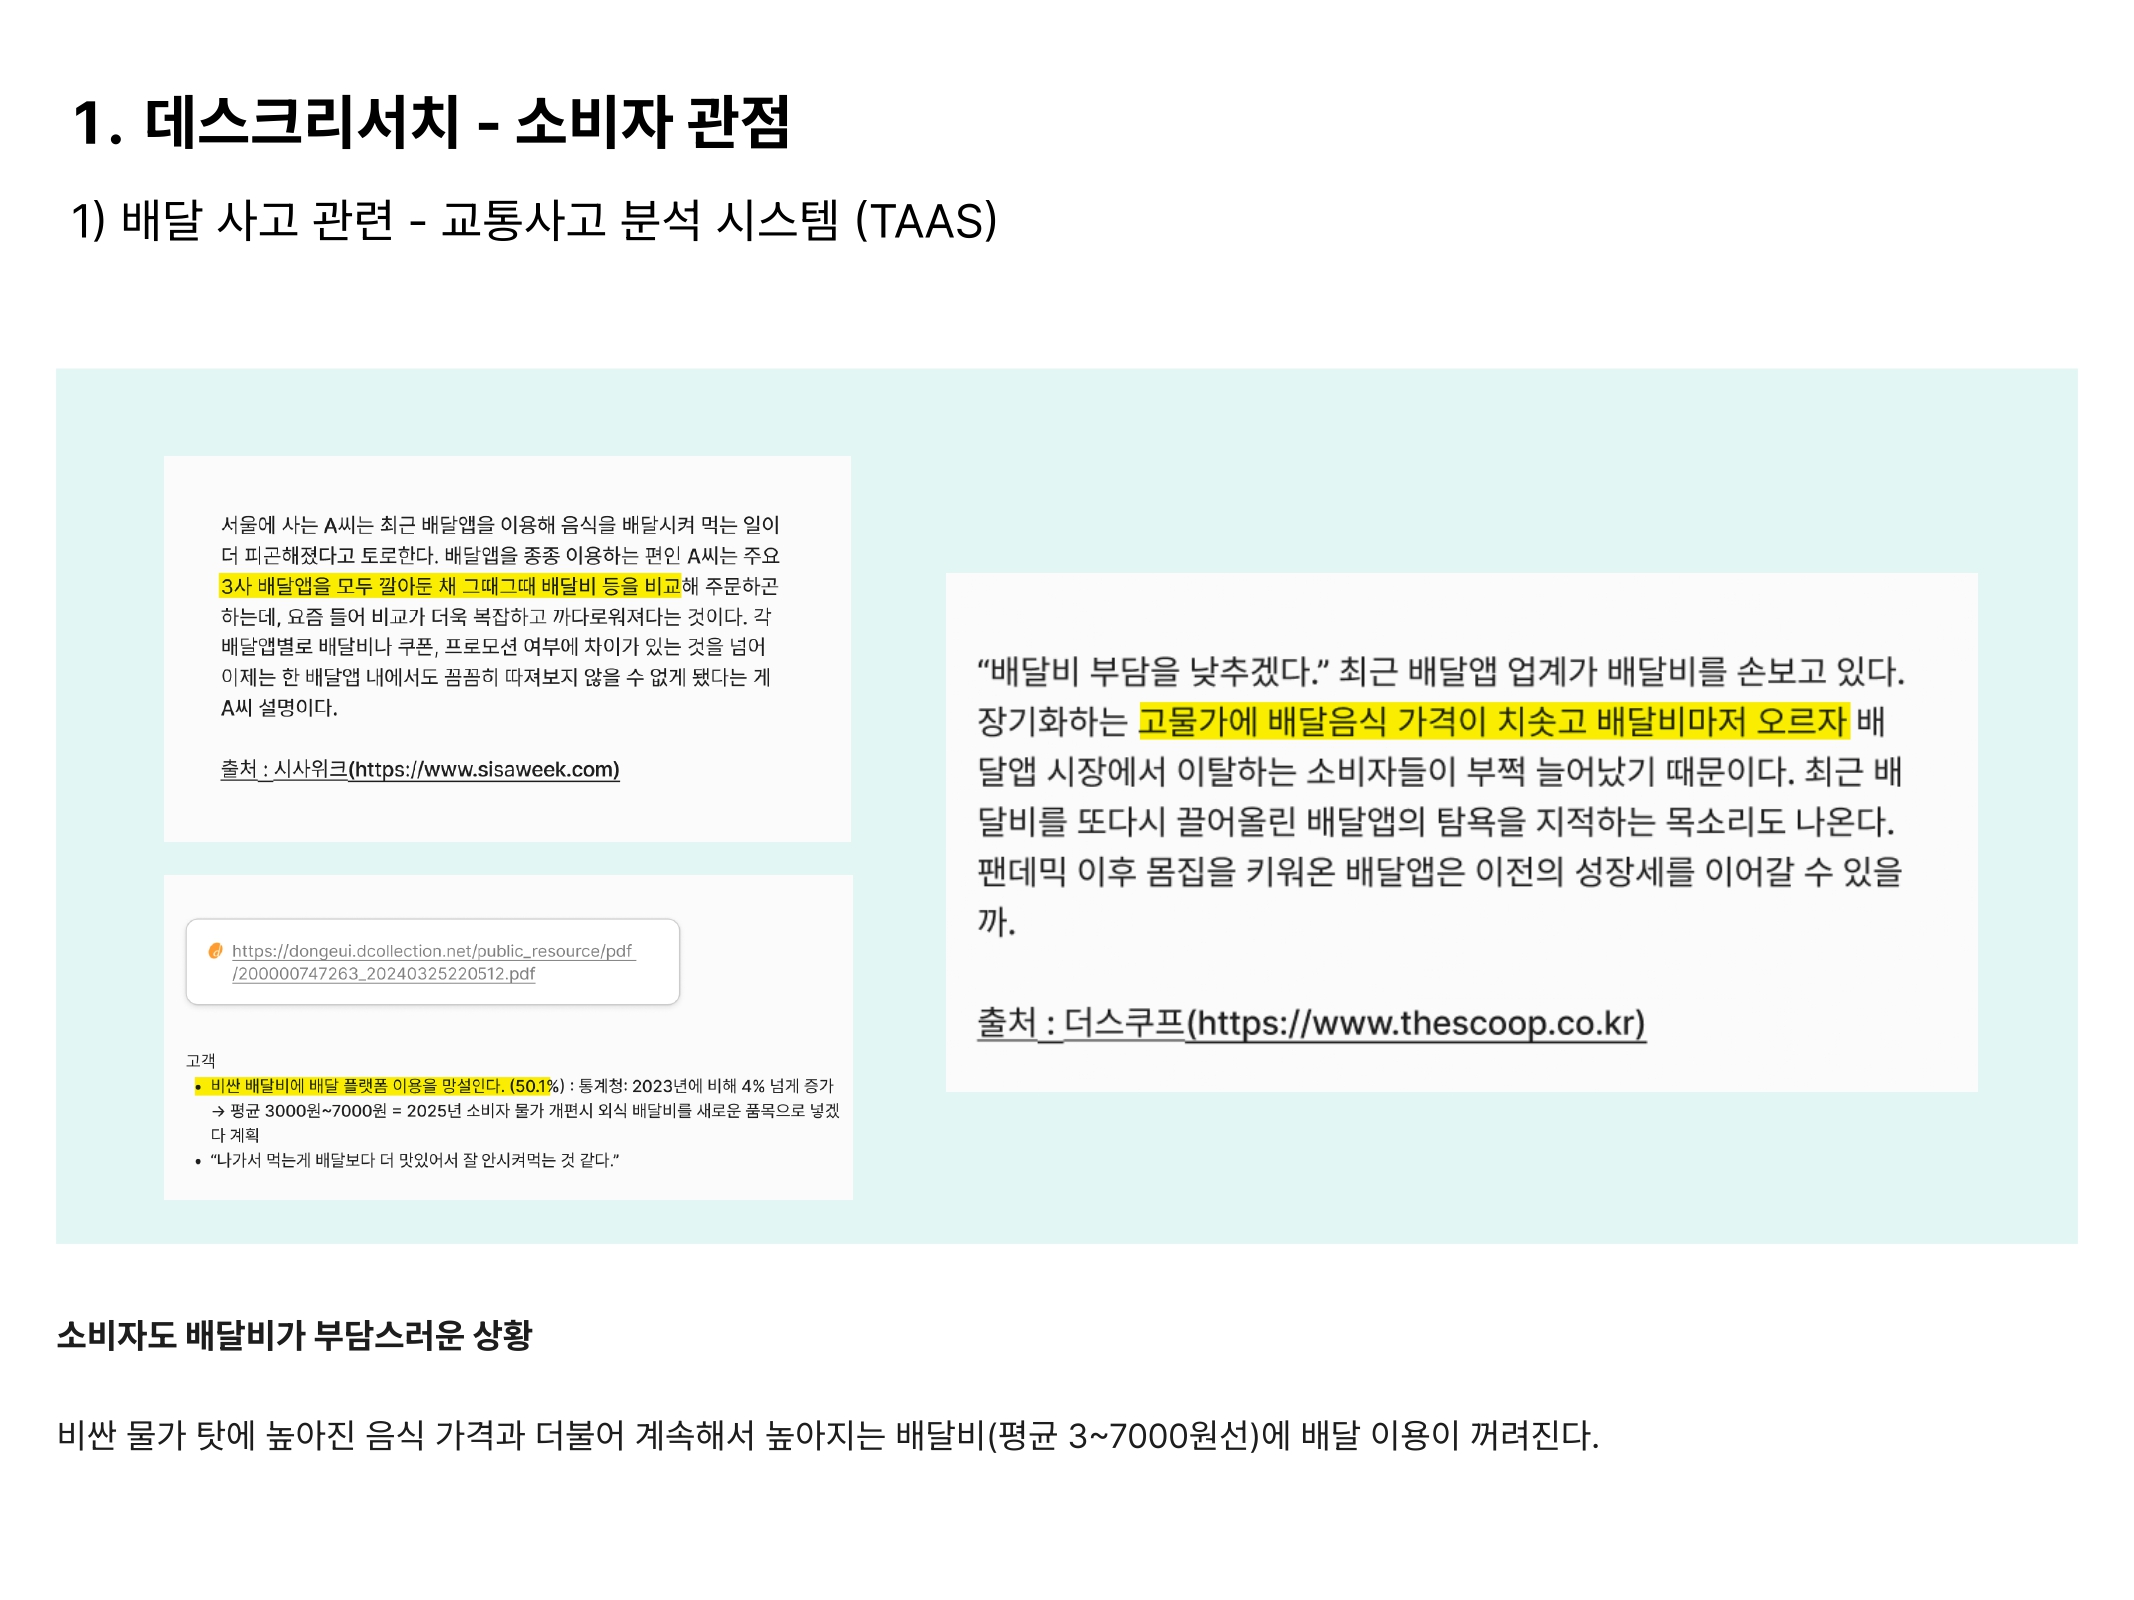 1. 데스크리서치 - 소비자 관점
1) 배달 사고 관련 - 교통사고 분석 시스템 (TAAS)
서울에 사는 A씨는 최근 배달앱을 이용해 음식을 배달시켜 먹는 일이
더 피곤해졌다고 토로한다. 배달앱을 종종 이용하는 편인 A씨는 주요
3사 배달앱을 모두 깔아둔 채 그때그때 배달비 등을 비교해 주문하곤
하는데, 요즘 들어 비교가 더욱 복잡하고 까다로워져다는 것이다. 각
배달앱별로 배달비나 쿠폰, 프로모션 여부에 차이가 있는 것을 넘어
이제는 한 배달앱 내에서도 꼼꼼히 따져보지 않을 수 없게 됐다는 게
A씨 설명이다.
출처 : 시사위크(https://www.sisaweek.com)
https://dongeui.dcollection.net/public_resource/pdf
/200000747263_20240325220512.pdf
고객
• 비싼 배달비에 배달 플랫폼 이용을 망설인다. (50.1%) : 통계청: 2023년에 비해 4% 넘게 증가
→ 평균 3000원~7000원 = 2025년 소비자 물가 개편시 외식 배달비를 새로운 품목으로 넣겠
다 계획
• “나가서 먹는게 배달보다 더 맛있어서 잘 안시켜먹는 것 같다.”
“배달비 부담을 낮추겠다.” 최근 배달앱 업계가 배달비를 손보고 있다.
장기화하는 고물가에 배달음식 가격이 치솟고 배달비마저 오르자 배
달앱 시장에서 이탈하는 소비자들이 부쩍 늘어났기 때문이다. 최근 배
달비를 또다시 끌어올린 배달앱의 탐욕을 지적하는 목소리도 나온다.
팬데믹 이후 몸집을 키워온 배달앱은 이전의 성장세를 이어갈 수 있을
까.
출처 : 더스쿠프(https://www.thescoop.co.kr)
소비자도 배달비가 부담스러운 상황
비싼 물가 탓에 높아진 음식 가격과 더불어 계속해서 높아지는 배달비(평균 3~7000원선)에 배달 이용이 꺼려진다.